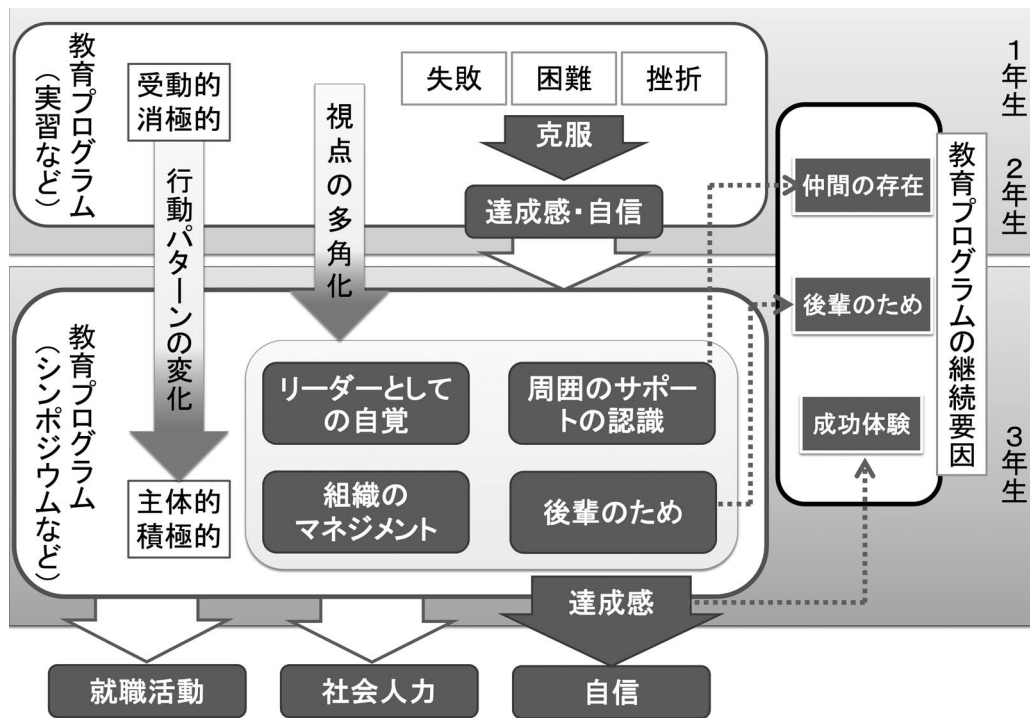 教育プログラム
（実習など）
受動的
消極的
行動パターンの変化
視点の多角化
失敗
困難
挫折
克服
達成感・自信
1年生
2年生
3年生
教育プログラムの継続要因
仲間の存在
後輩のため
成功体験
教育プログラム
（シンポジウムなど）
主体的
積極的
リーダーとして
の自覚
周囲のサポー
トの認識
組織の
マネジメント
後輩のため
達成感
就職活動
社会人力
自信